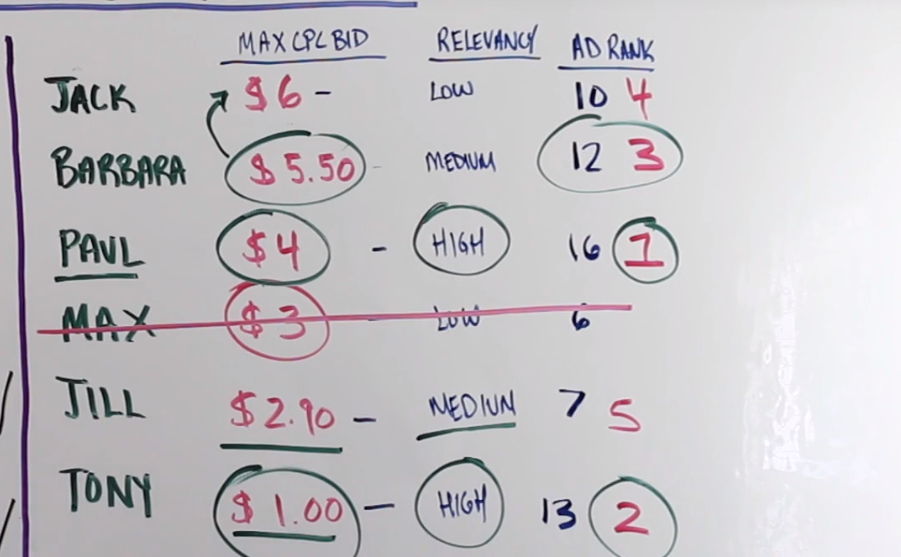 MAX CPC BID RELEVANCY AD RANK
JACK $6 - LOW 10 4
BARBARA $5.50 - MEDIUM 12 3
PAUL $4 - HIGH 16 1
MAX $3 - LOW 6
JILL $2.90 - MEDIUM 7 5
TONY $1.00 - HIGH 13 2